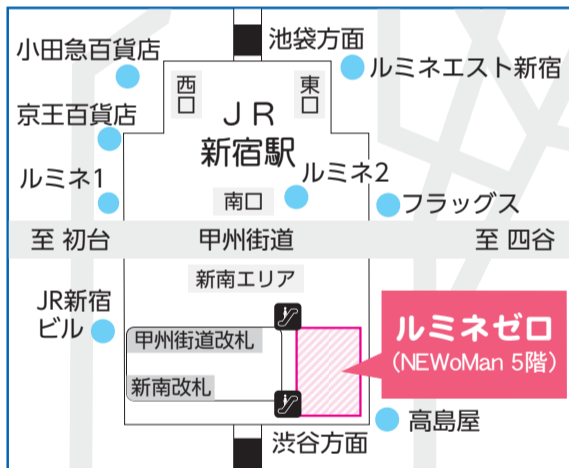 池袋方面
小田急百貨店
ルミネエスト新宿
西口
東口
JR
新宿駅
京王百貨店
ルミネ1
ルミネ2
南口
フラッグス
至 初台
甲州街道
至 四谷
新南エリア
JR新宿
ビル
甲州街道改札
新南改札
ルミネゼロ
(NEWoMan 5階)
高島屋
渋谷方面